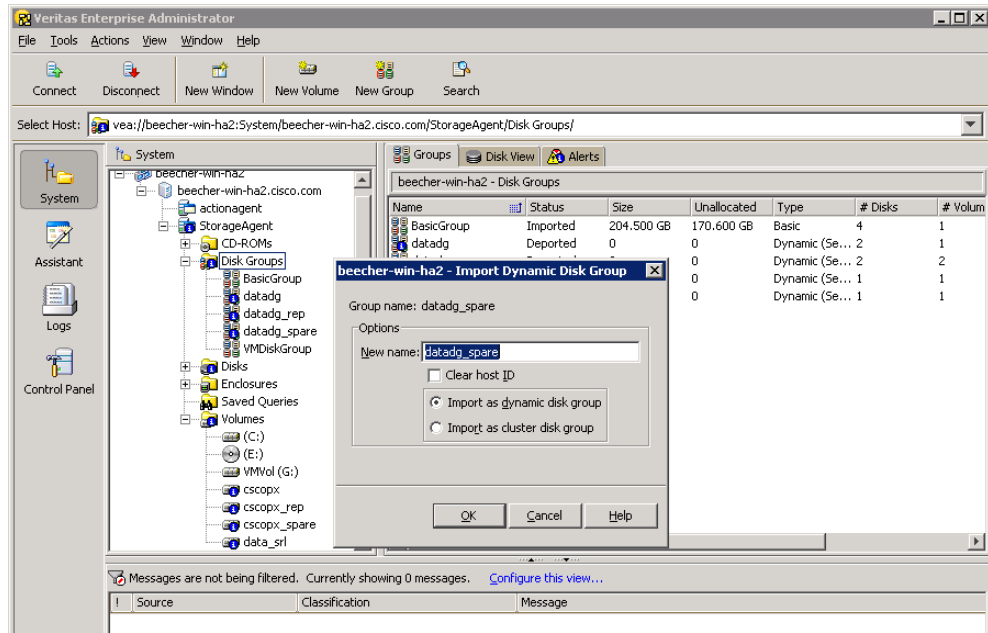 Veritas Enterprise Administrator
File Tools Actions View Window Help
Connect Disconnect New Window New Volume New Group Search
Select Host: vea://beecher-win-ha2:System/beecher-win-ha2.cisco.com/StorageAgent/Disk Groups/
System
Assistant
Logs
Control Panel
System
beecher-win-ha2
beecher-win-ha2.cisco.com
actionagent
StorageAgent
CD-ROMs
Disk Groups
BasicGroup
datadg
datadg_rep
datadg_spare
VMDiskGroup
Disks
Enclosures
Saved Queries
Volumes
(C:)
(E:)
VMVol (G:)
cscopx
cscopx_rep
cscopx_spare
data_srl
Groups Disk View Alerts
beecher-win-ha2 - Disk Groups
Name Status Size Unallocated Type # Disks # Volum
BasicGroup Imported 204.500 GB 170.600 GB Basic 4 1
datadg Deported 0 0 Dynamic (Se... 2 1
0 Dynamic (Se... 2 2
0 Dynamic (Se... 1 1
0 Dynamic (Se... 1 1
beecher-win-ha2 - Import Dynamic Disk Group
Group name: datadg_spare
Options
New name: datadg_spare
Clear host ID
Import as dynamic disk group
Import as cluster disk group
OK Cancel Help
Messages are not being filtered. Currently showing 0 messages. Configure this view...
! Source Classification Message